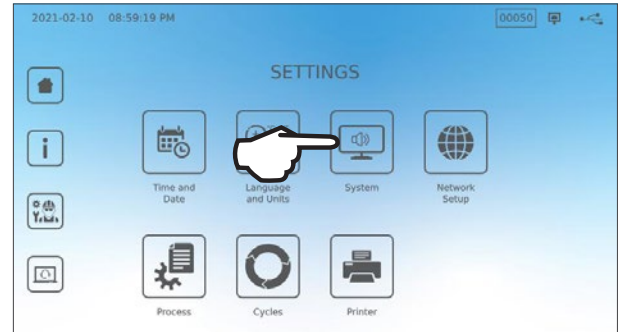 2021-02-10 08:59:19 PM
00050
SETTINGS
Time and
Date
Language
and Units
System
Network
Setup
Process
Cycles
Printer